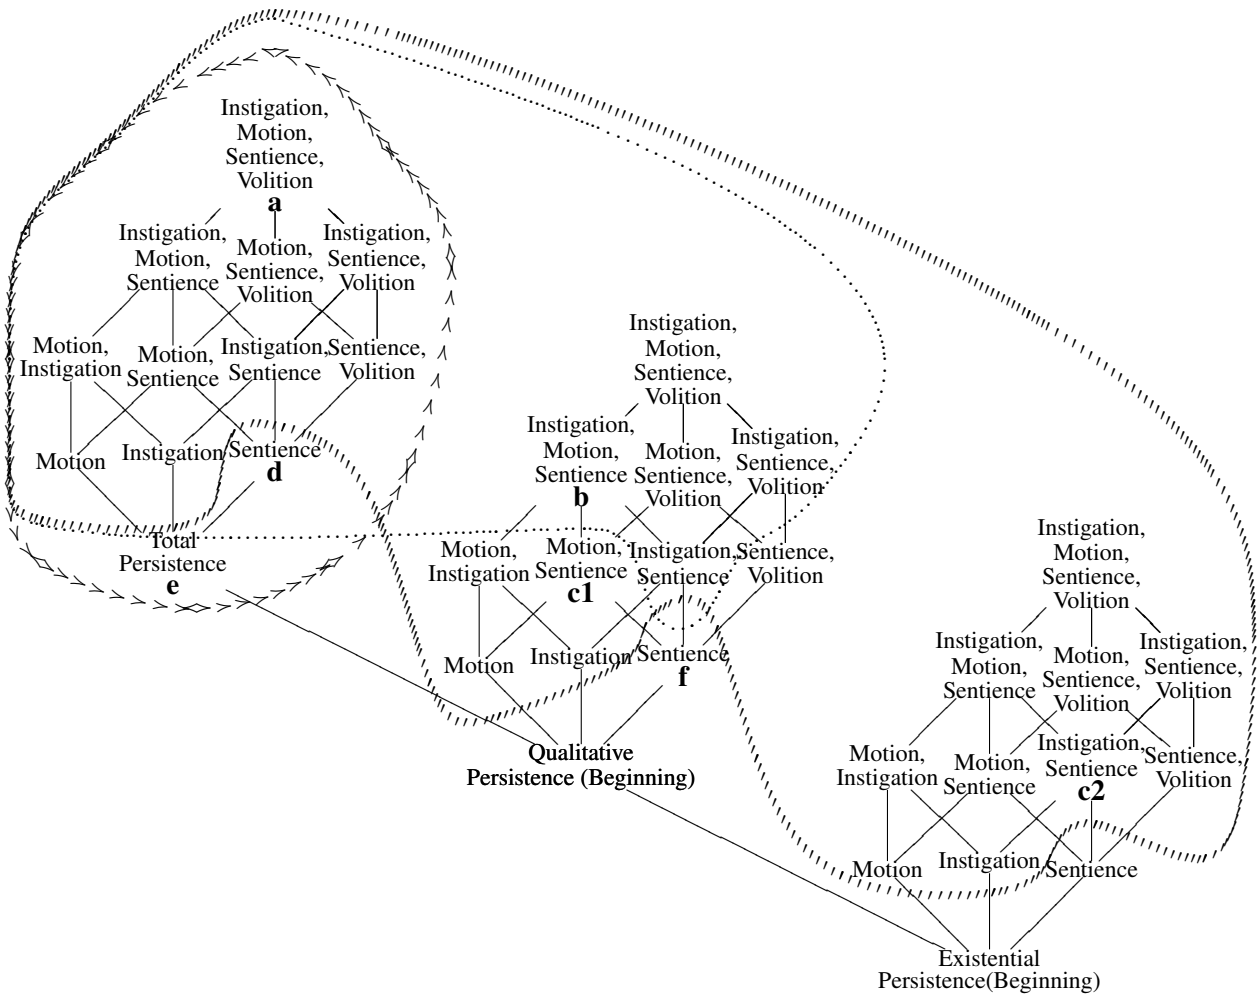 Instigation,
Motion,
Sentience,
Volition
a
Instigation,
Motion,
Sentience
Motion,
Sentience,
Volition
Instigation,
Sentience,
Volition
Motion,
Instigation
Motion,
Sentience
Instigation,
Sentience
Sentience,
Volition
Motion
Instigation
Sentience
d
Total
Persistence
e
Instigation,
Motion,
Sentience,
Volition
Instigation,
Motion,
Sentience
b
Motion,
Sentience,
Volition
Instigation,
Sentience,
Volition
Motion,
Instigation
Motion,
Sentience
c1
Instigation,
Sentience
Sentience,
Volition
Motion
Instigation
Sentience
f
Qualitative
Persistence (Beginning)
Instigation,
Motion,
Sentience,
Volition
Instigation,
Motion,
Sentience
Motion,
Sentience,
Volition
Instigation,
Sentience,
Volition
Motion,
Instigation
Motion,
Sentience
Instigation,
Sentience
c2
Sentience,
Volition
Motion
Instigation
Sentience
Existential
Persistence(Beginning)